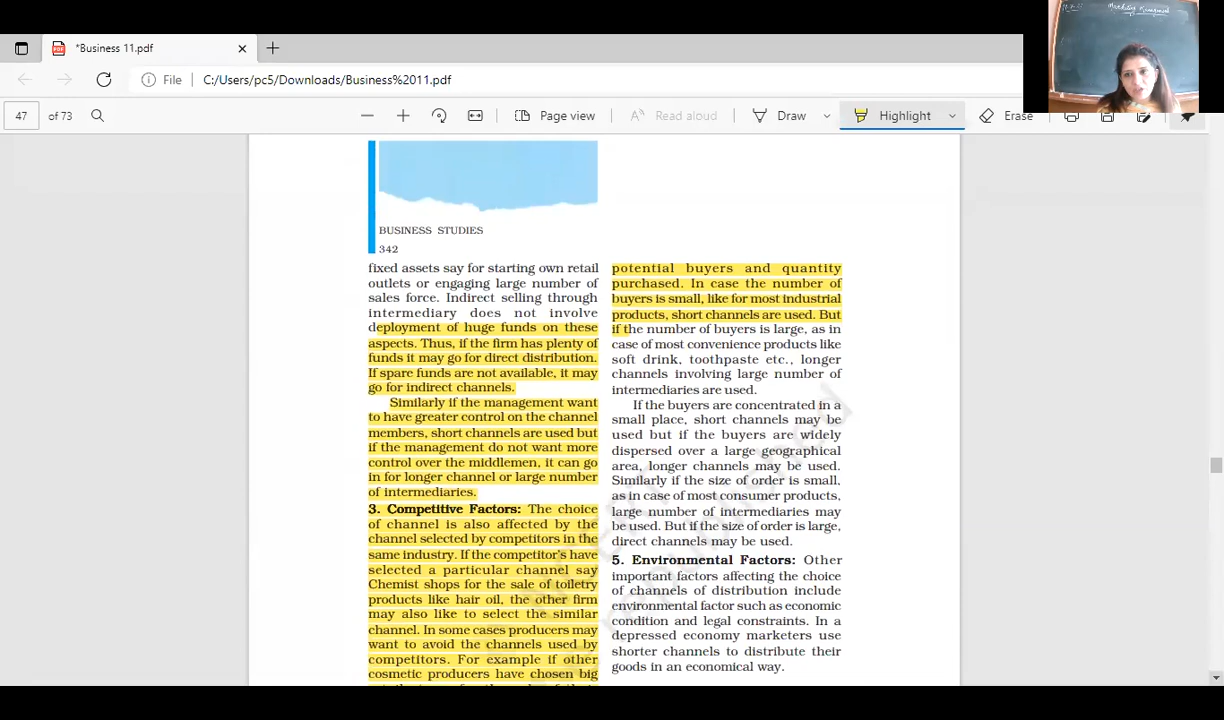 Marketing Management
*Business 11.pdf
File
C:/Users/pc5/Downloads/Business%2011.pdf
47
of 73
Page view
Read aloud
Draw
Highlight
Erase
BUSINESS STUDIES
342
fixed assets say for starting own retail
outlets or engaging large number of
sales force. Indirect selling through
intermediary does not involve
deployment of huge funds on these
aspects. Thus, if the firm has plenty of
funds it may go for direct distribution.
If spare funds are not available, it may
go for indirect channels.
Similarly if the management want
to have greater control on the channel
members, short channels are used but
if the management do not want more
control over the middlemen, it can go
in for longer channel or large number
of intermediaries.
3. Competitive Factors: The choice
of channel is also affected by the
channel selected by competitors in the
same industry. If the competitor's have
selected a particular channel say
Chemist shops for the sale of toiletry
products like hair oil, the other firm
may also like to select the similar
channel. In some cases producers may
want to avoid the channels used by
competitors. For example if other
cosmetic producers have chosen big
potential buyers and quantity
purchased. In case the number of
buyers is small, like for most industrial
products, short channels are used. But
if the number of buyers is large, as in
case of most convenience products like
soft drink, toothpaste etc., longer
channels involving large number of
intermediaries are used.
If the buyers are concentrated in a
small place, short channels may be
used but if the buyers are widely
dispersed over a large geographical
area, longer channels may be used.
Similarly if the size of order is small,
as in case of most consumer products,
large number of intermediaries may
be used. But if the size of order is large,
direct channels may be used.
5. Environmental Factors: Other
important factors affecting the choice
of channels of distribution include
environmental factor such as economic
condition and legal constraints. In a
depressed economy marketers use
shorter channels to distribute their
goods in an economical way.